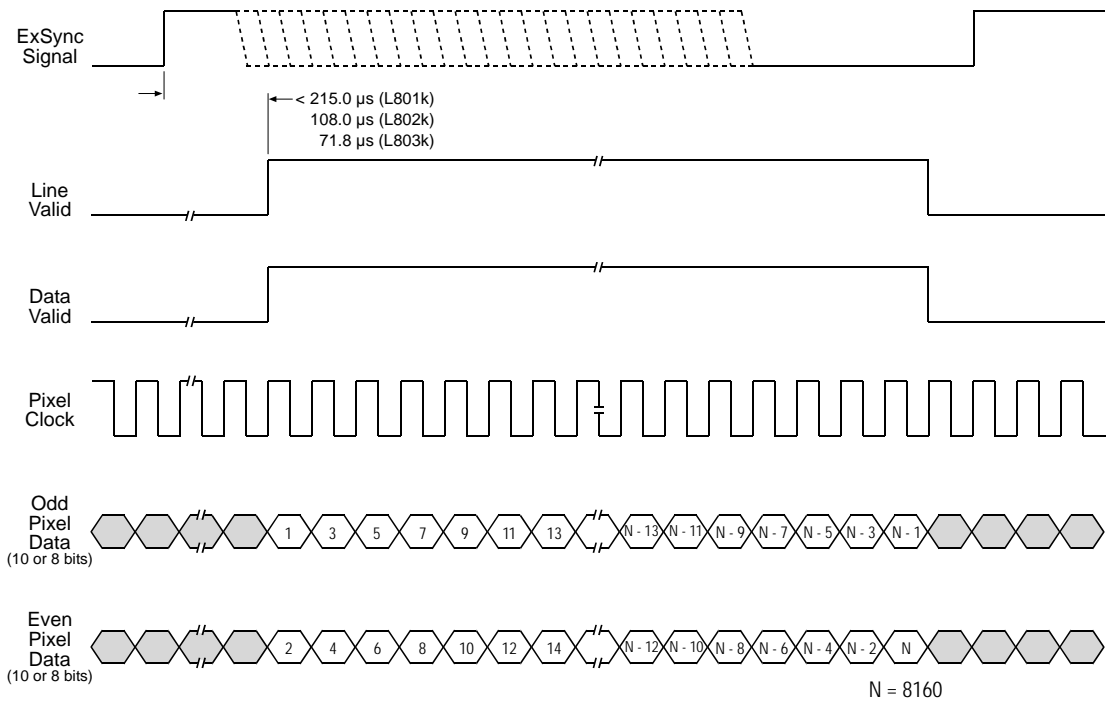 ExSync
Signal
< 215.0 µs (L801k)
108.0 µs (L802k)
71.8 µs (L803k)
Line
Valid
Data
Valid
Pixel
Clock
Odd
Pixel
Data
(10 or 8 bits)
1 3 5 7 9 11 13 N - 13 N - 11 N - 9 N - 7 N - 5 N - 3 N - 1
Even
Pixel
Data
(10 or 8 bits)
2 4 6 8 10 12 14 N - 12 N - 10 N - 8 N - 6 N - 4 N - 2 N
N = 8160